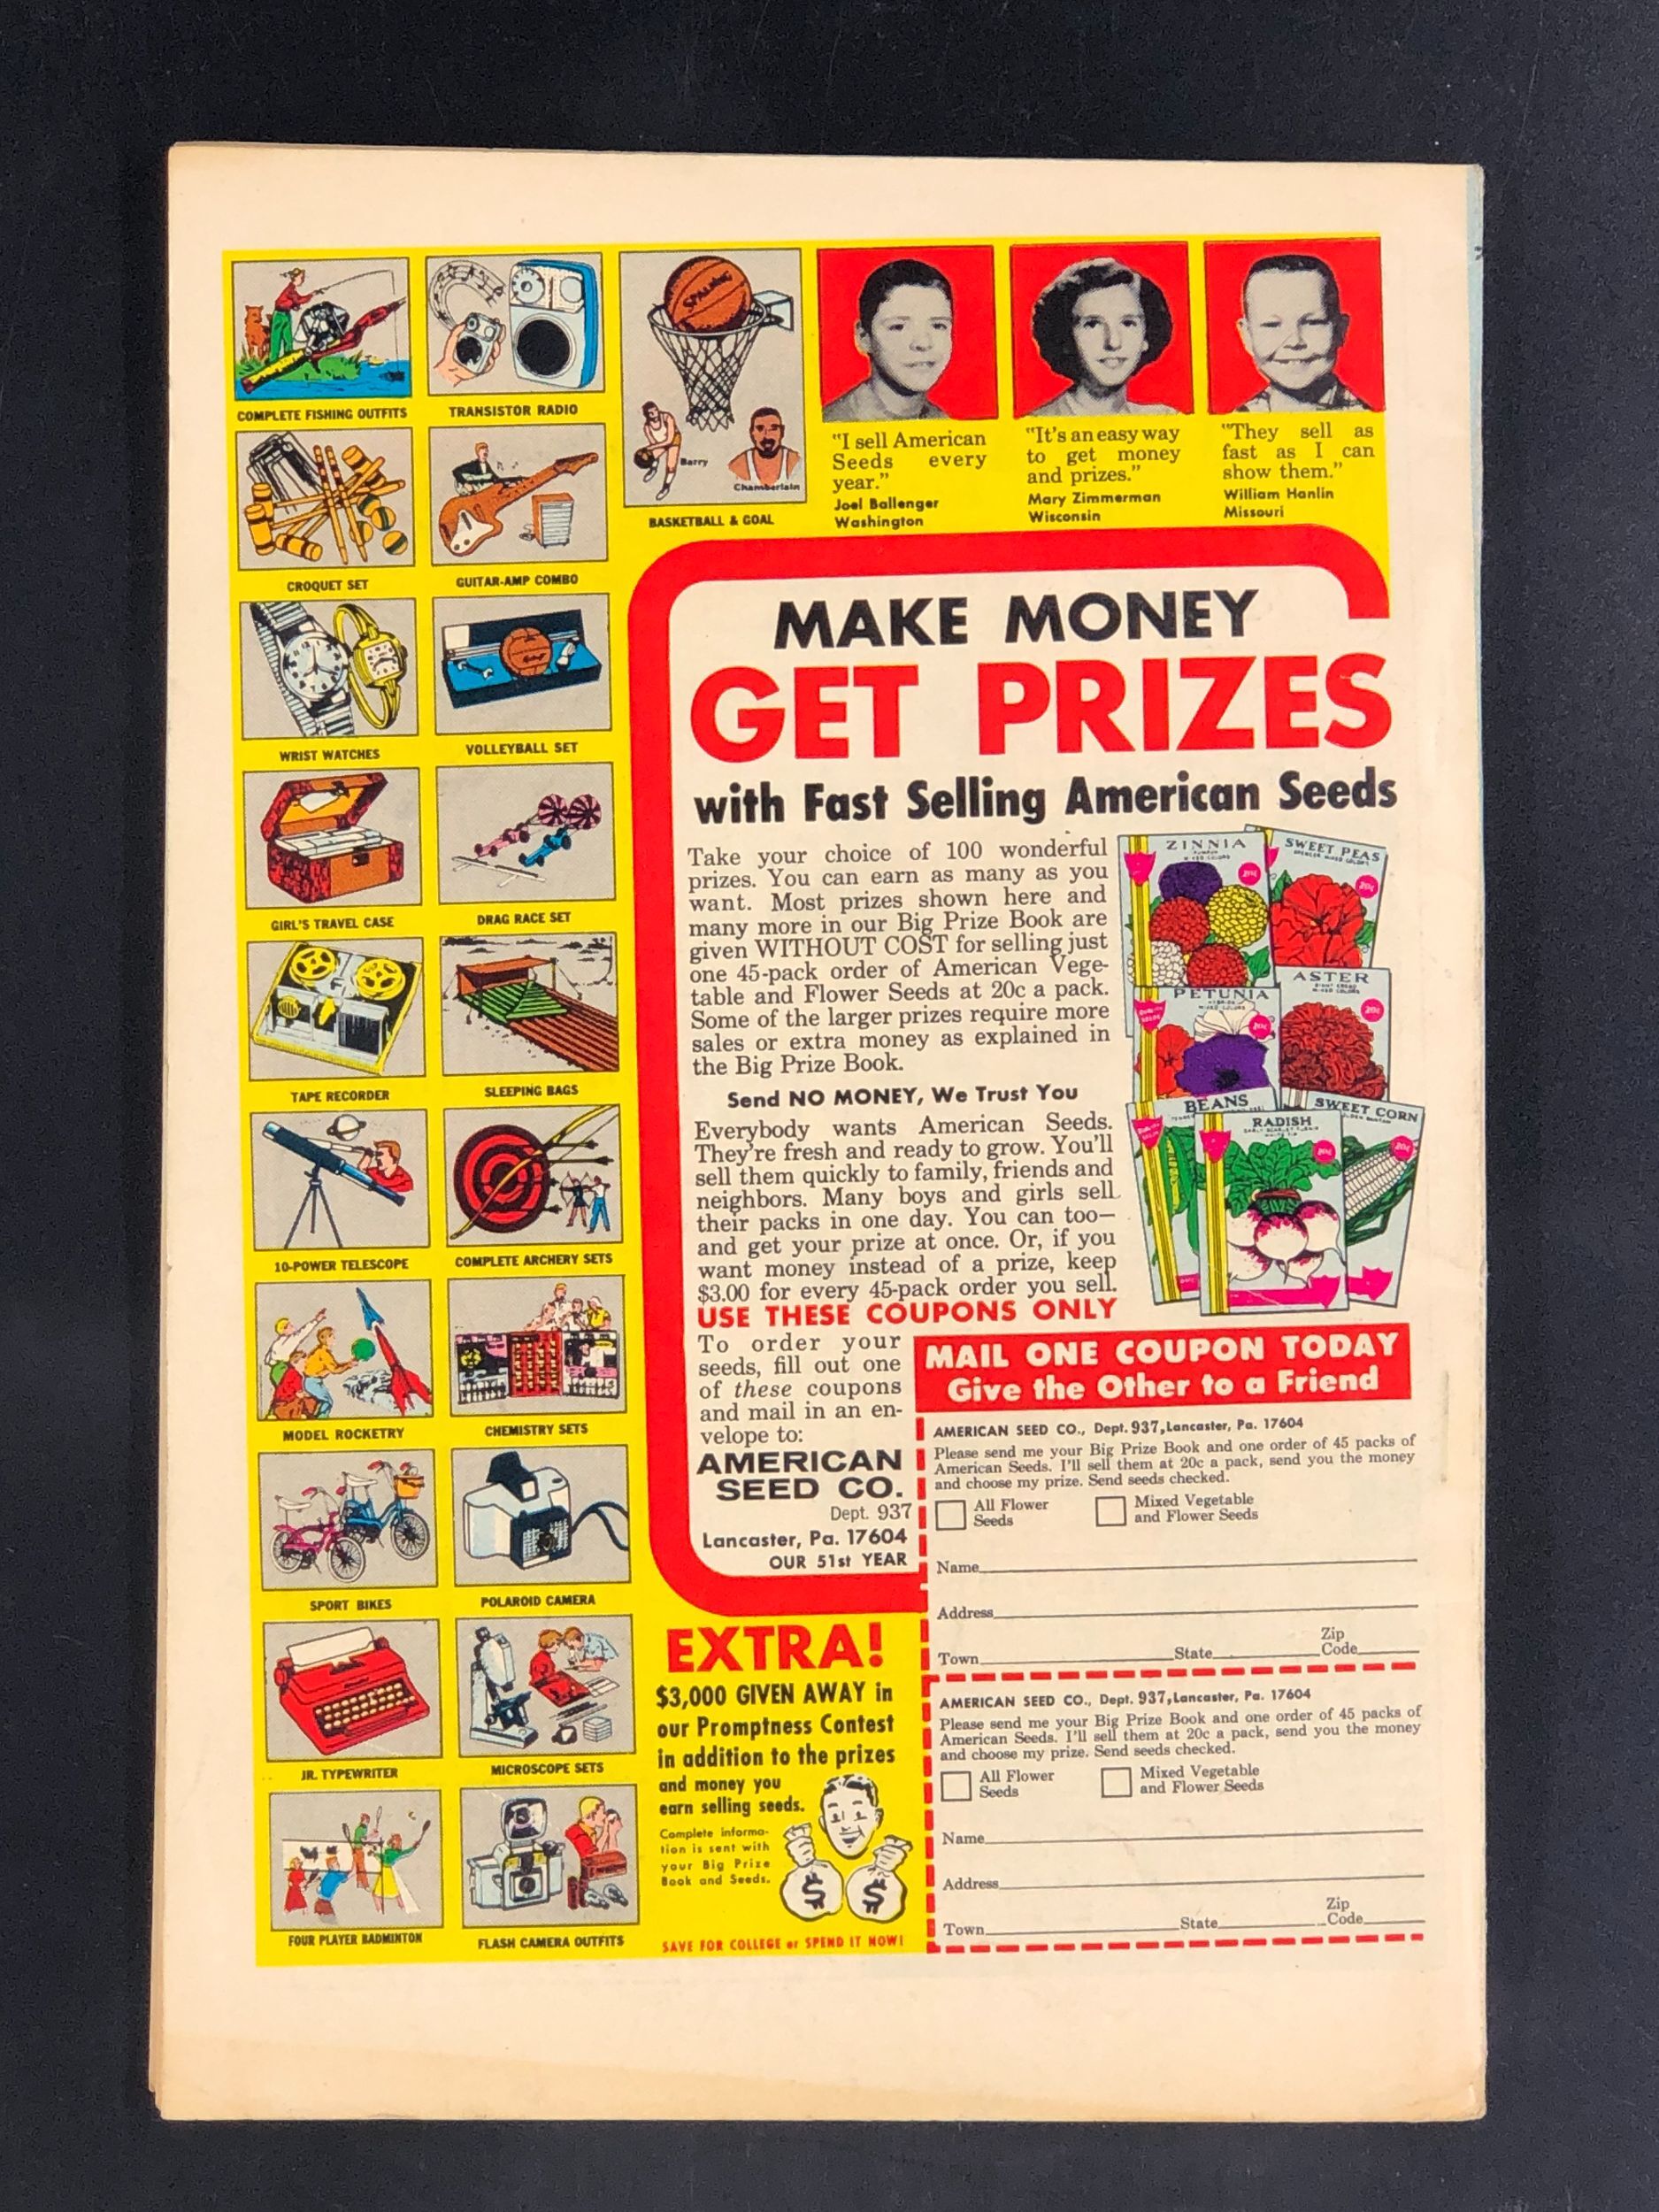 COMPLETE FISHING OUTFITS
TRANSISTOR RADIO
SPALDING
Barry
Chamberlain
BASKETBALL & GOAL
CROQUET SET
GUITAR-AMP COMBO
WRIST WATCHES
VOLLEYBALL SET
GIRL'S TRAVEL CASE
DRAG RACE SET
TAPE RECORDER
SLEEPING BAGS
10-POWER TELESCOPE
COMPLETE ARCHERY SETS
MODEL ROCKETRY
CHEMISTRY SETS
SPORT BIKES
POLAROID CAMERA
JR. TYPEWRITER
MICROSCOPE SETS
FOUR PLAYER BADMINTON
FLASH CAMERA OUTFITS
"I sell American
Seeds every
year."
Joel Ballenger
Washington
"It's an easy way
to get money
and prizes."
Mary Zimmerman
Wisconsin
"They sell as
fast as I can
show them."
William Hanlin
Missouri
MAKE MONEY
GET PRIZES
with Fast Selling American Seeds
Take your choice of 100 wonderful
prizes. You can earn as many as you
want. Most prizes shown here and
many more in our Big Prize Book are
given WITHOUT COST for selling just
one 45-pack order of American Vege-
table and Flower Seeds at 20c a pack.
Some of the larger prizes require more
sales or extra money as explained in
the Big Prize Book.
Send NO MONEY, We Trust You
Everybody wants American Seeds.
They're fresh and ready to grow. You'll
sell them quickly to family, friends and
neighbors. Many boys and girls sell
their packs in one day. You can too—
and get your prize at once. Or, if you
want money instead of a prize, keep
$3.00 for every 45-pack order you sell.
USE THESE COUPONS ONLY
To order your
seeds, fill out one
of these coupons
and mail in an en-
velope to:
AMERICAN
SEED CO.
Dept. 937
Lancaster, Pa. 17604
OUR 51st YEAR
ZINNIA
MIXED COLORS
20¢
SWEET PEAS
SPENCER MIXED COLORS
20¢
PETUNIA
MIXED COLORS
20¢
ASTER
MIXED COLORS
20¢
BEANS
RADISH
WHITE TIP
20¢
SWEET CORN
GOLDEN BANTAM
20¢
MAIL ONE COUPON TODAY
Give the Other to a Friend
AMERICAN SEED CO., Dept. 937, Lancaster, Pa. 17604
Please send me your Big Prize Book and one order of 45 packs of
American Seeds. I'll sell them at 20c a pack, send you the money
and choose my prize. Send seeds checked.
All Flower
Seeds
Mixed Vegetable
and Flower Seeds
Name
Address
Town State Zip Code
AMERICAN SEED CO., Dept. 937, Lancaster, Pa. 17604
Please send me your Big Prize Book and one order of 45 packs of
American Seeds. I'll sell them at 20c a pack, send you the money
and choose my prize. Send seeds checked.
All Flower
Seeds
Mixed Vegetable
and Flower Seeds
Name
Address
Town State Zip Code
EXTRA!
$3,000 GIVEN AWAY in
our Promptness Contest
in addition to the prizes
and money you
earn selling seeds.
Complete informa-
tion is sent with
your Big Prize
Book and Seeds.
$ $
SAVE FOR COLLEGE or SPEND IT NOW!